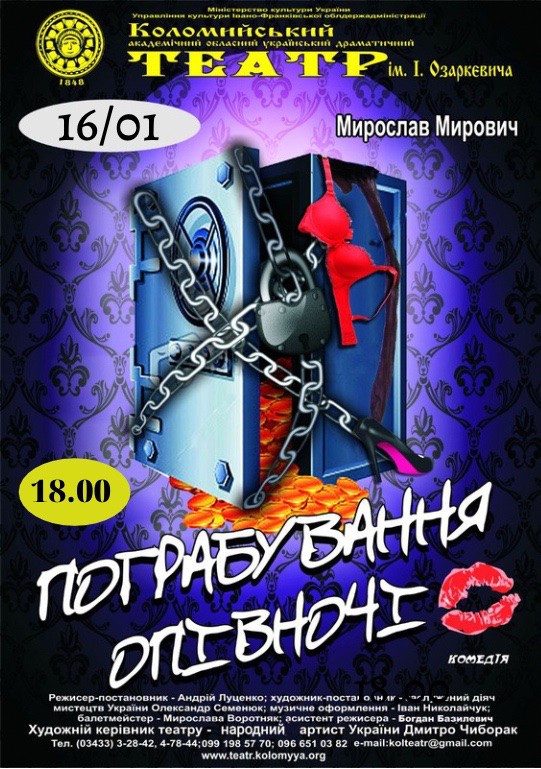 Міністерство культури України
Управління культури Івано-Франківської облдержадміністрації
Коломийський
академічний обласний український драматичний
ТЕАТР ім. І. Озаркевича
1848
16/01
Мирослав Мирович
18.00
ПОГРАБУВАННЯ
ОПІВНОЧІ
КОМЕДІЯ
Режисер-постановник - Андрій Луценко; художник-постановник - заслужений діяч
мистецтв України Олександр Семенюк; музичне оформлення - Іван Николайчук;
балетмейстер - Мирослава Воротняк; асистент режисера - Богдан Базилевич
Художній керівник театру - народний артист України Дмитро Чиборак
Тел. (03433) 3-28-42, 4-78-44;099 198 57 70; 096 651 03 82 e-mail:kolteatr@gmail.com
www.teatr.kolomyya.org